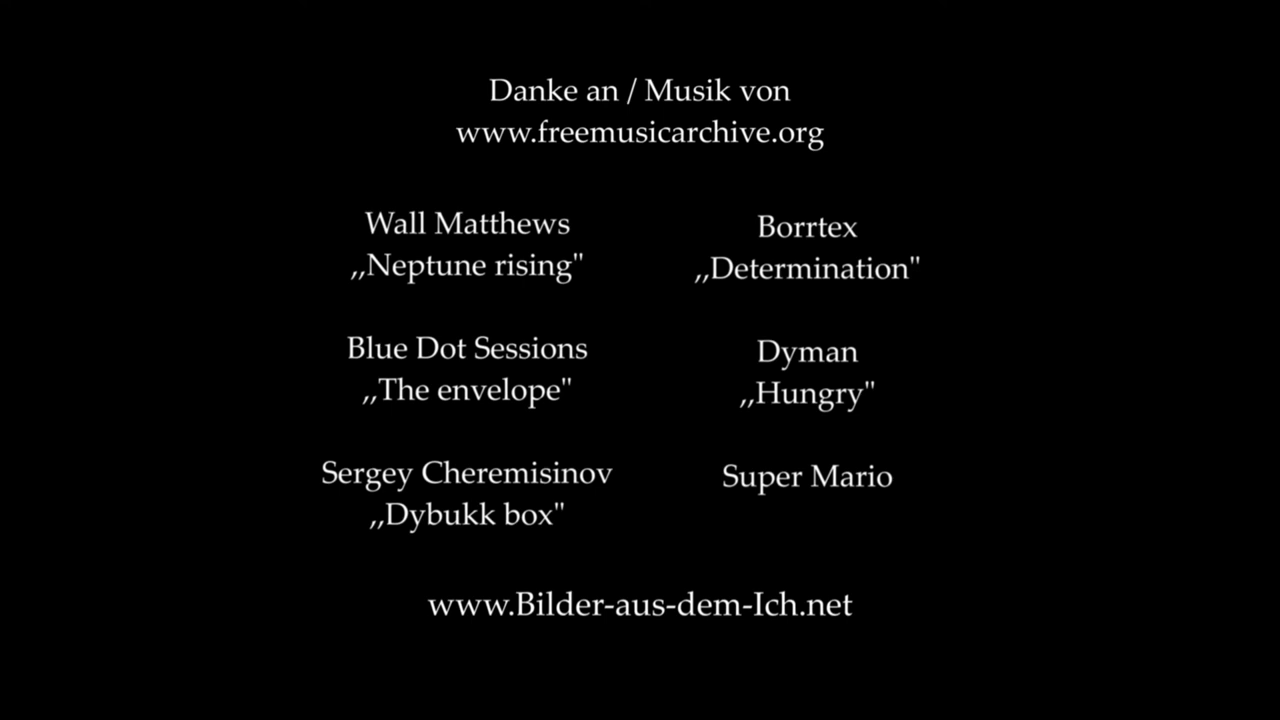 Danke an / Musik von
www.freemusicarchive.org
Wall Matthews
,,Neptune rising"
Blue Dot Sessions
,,The envelope"
Sergey Cheremisinov
,,Dybukk box"
Borrtex
,,Determination"
Dyman
,,Hungry"
Super Mario
www.Bilder-aus-dem-Ich.net